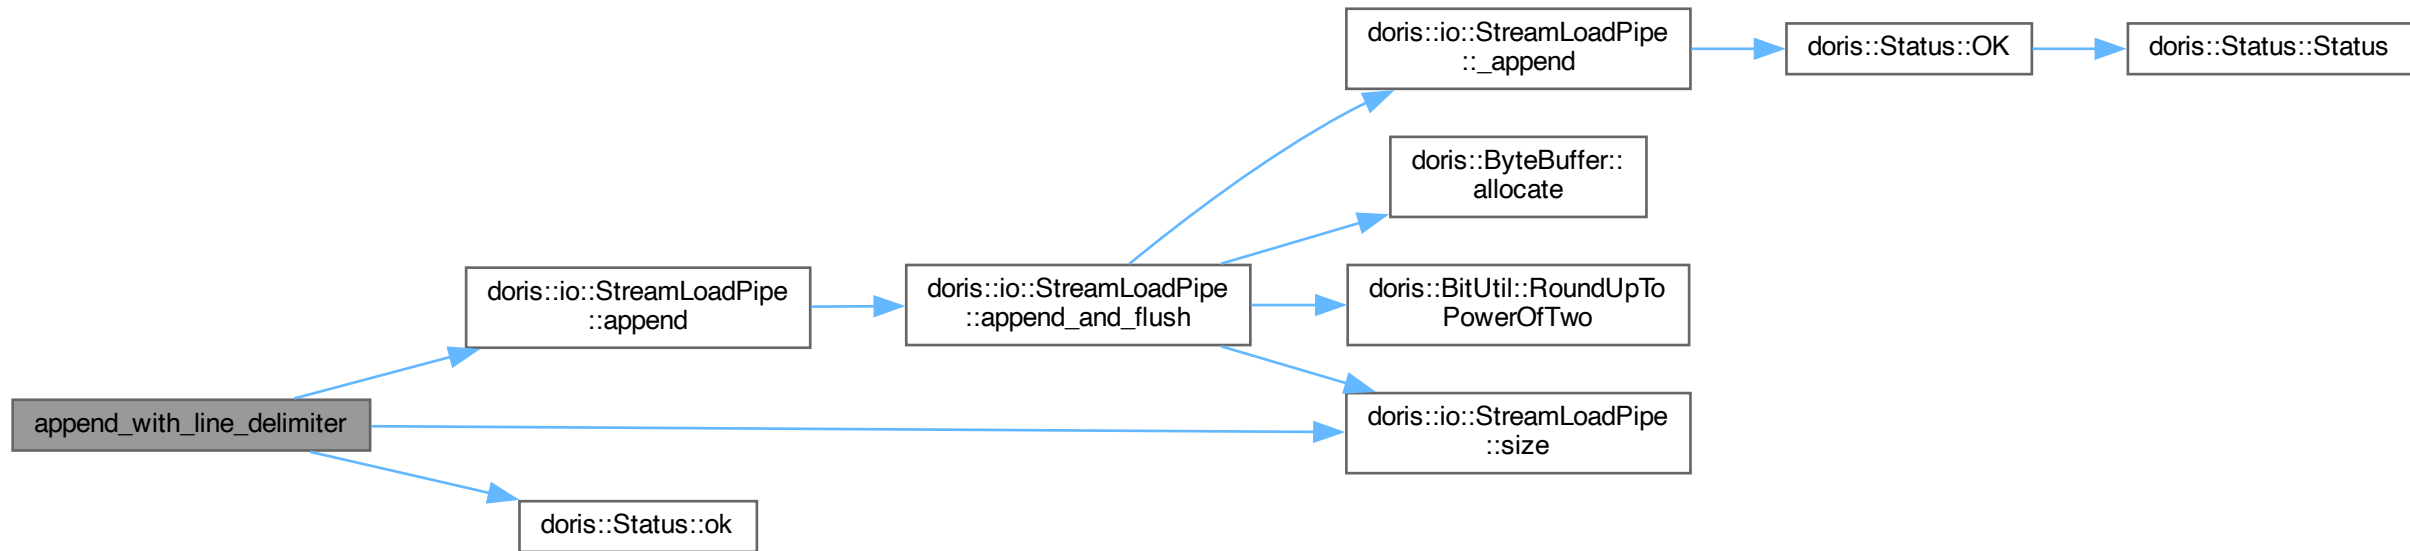 doris::io::StreamLoadPipe
::_append
doris::Status::OK
doris::Status::Status
doris::ByteBuffer::
allocate
doris::io::StreamLoadPipe
::append
doris::io::StreamLoadPipe
::append_and_flush
doris::BitUtil::RoundUpTo
PowerOfTwo
append_with_line_delimiter
doris::io::StreamLoadPipe
::size
doris::Status::ok